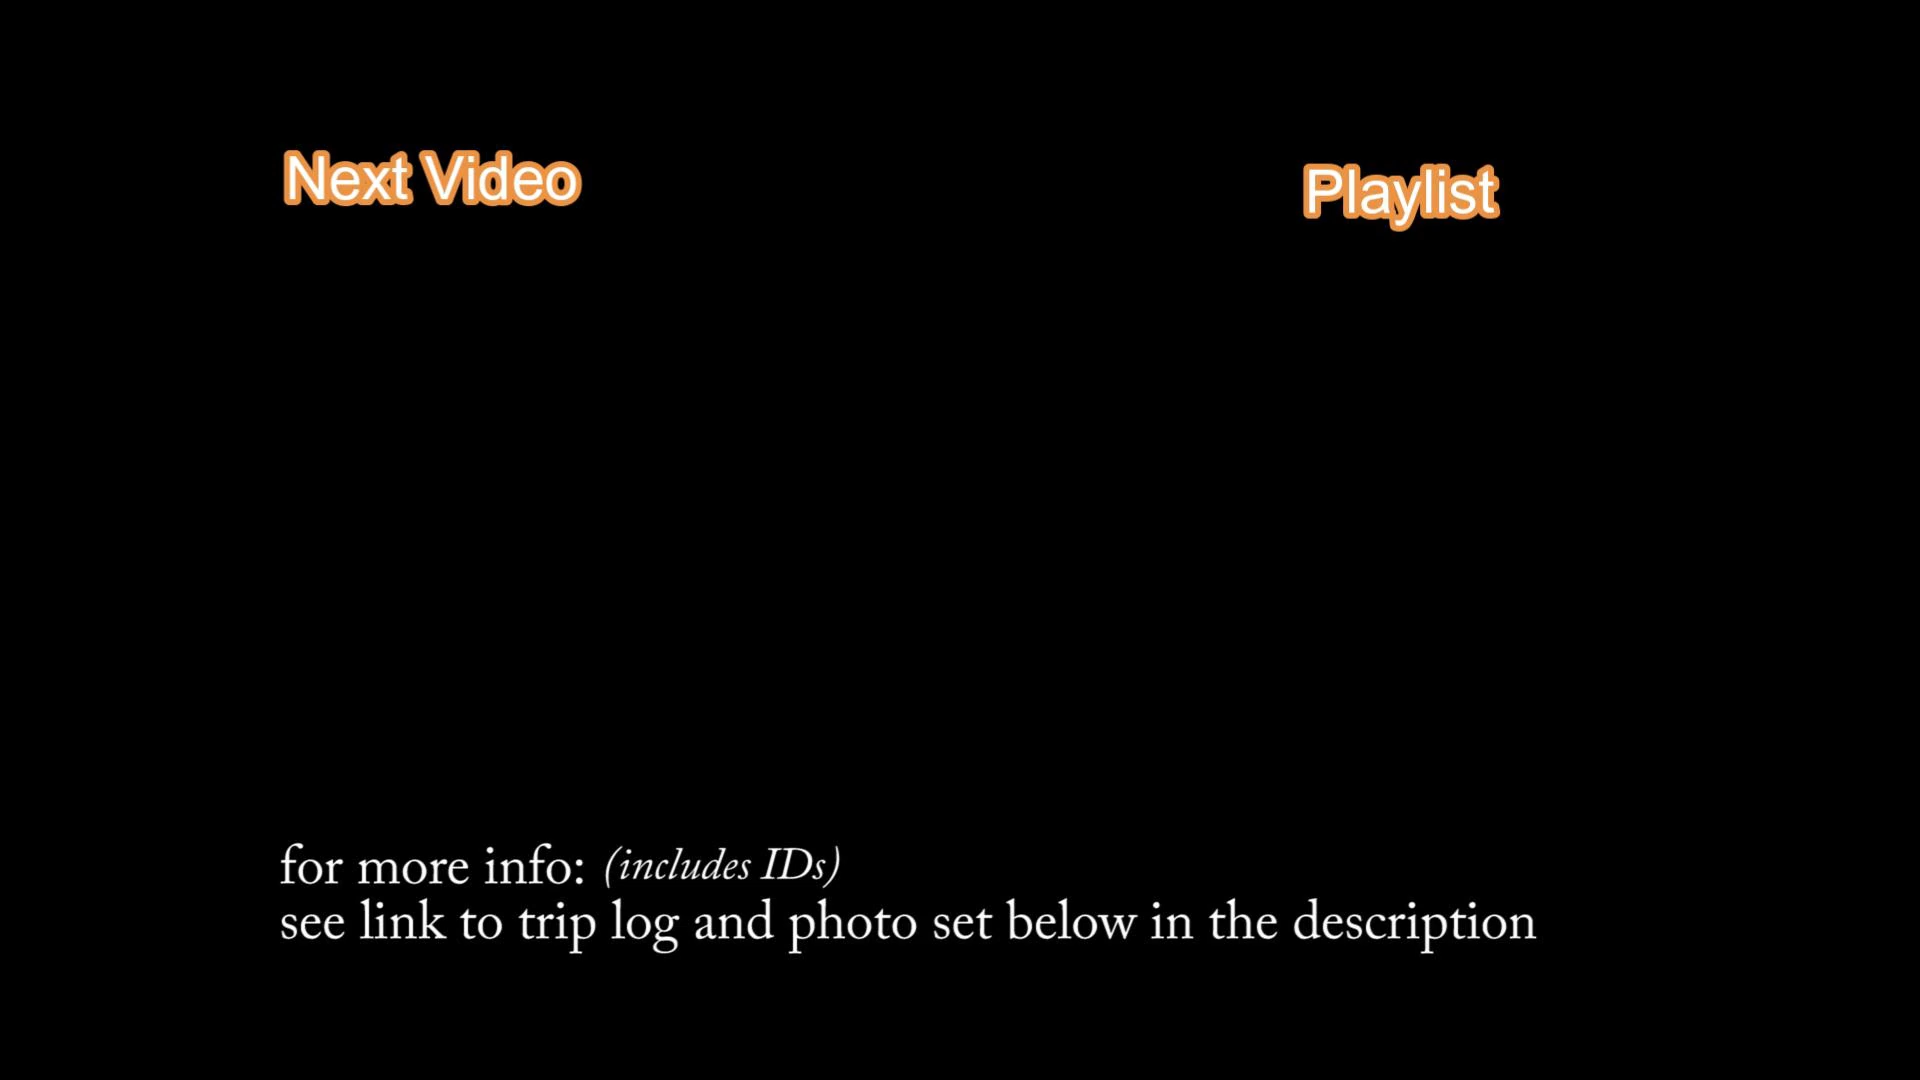 Next Video
Playlist
for more info: (includes IDs)
see link to trip log and photo set below in the description